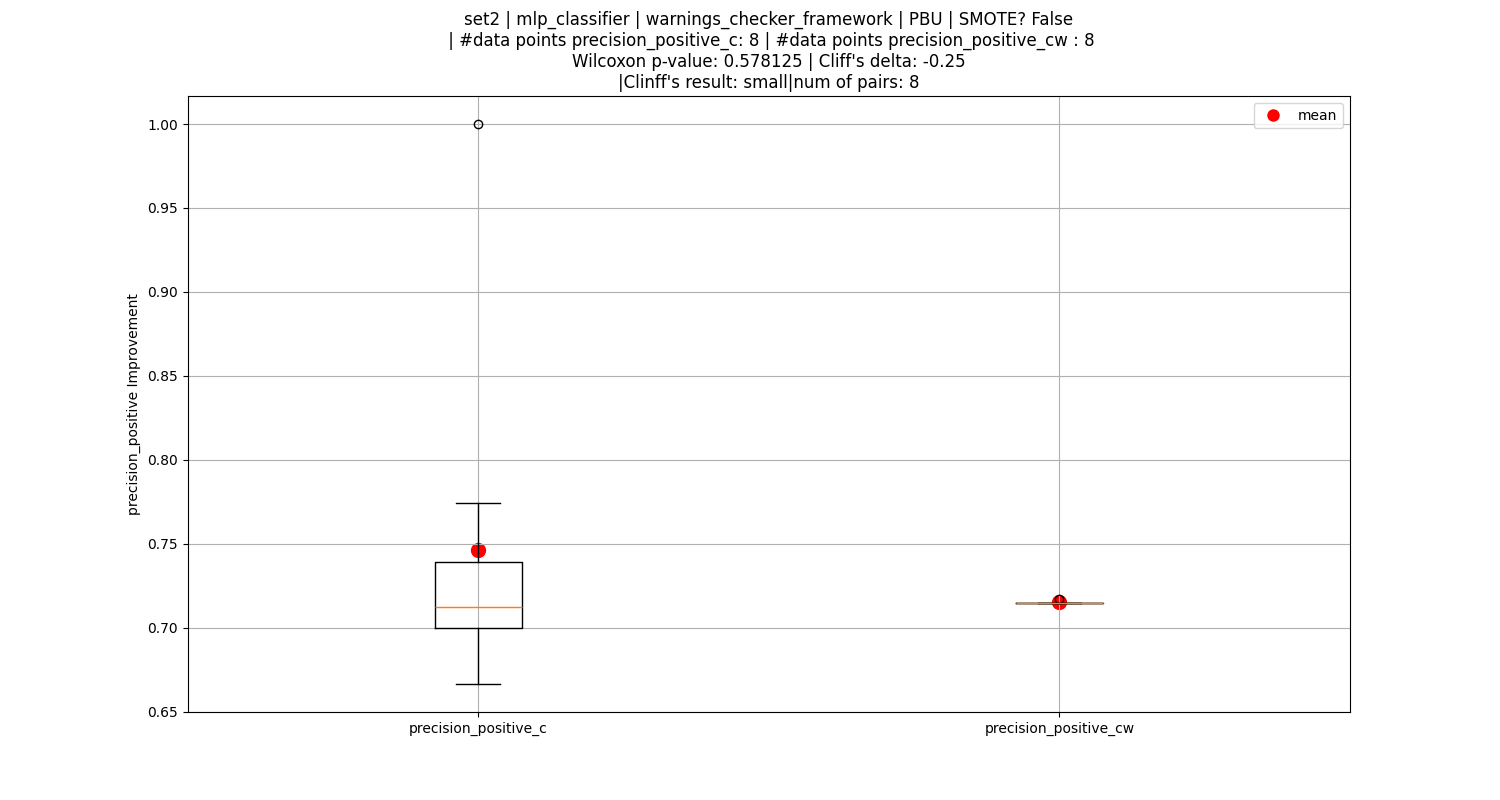 set2 | mlp_classifier | warnings_checker_framework | PBU | SMOTE? False
| #data points precision_positive_c: 8 | #data points precision_positive_cw : 8
Wilcoxon p-value: 0.578125 | Cliff's delta: -0.25
|Clinff's result: small|num of pairs: 8
mean
1.00
0.95
0.90
0.85
0.80
0.75
0.70
0.65
precision_positive Improvement
precision_positive_c
precision_positive_cw